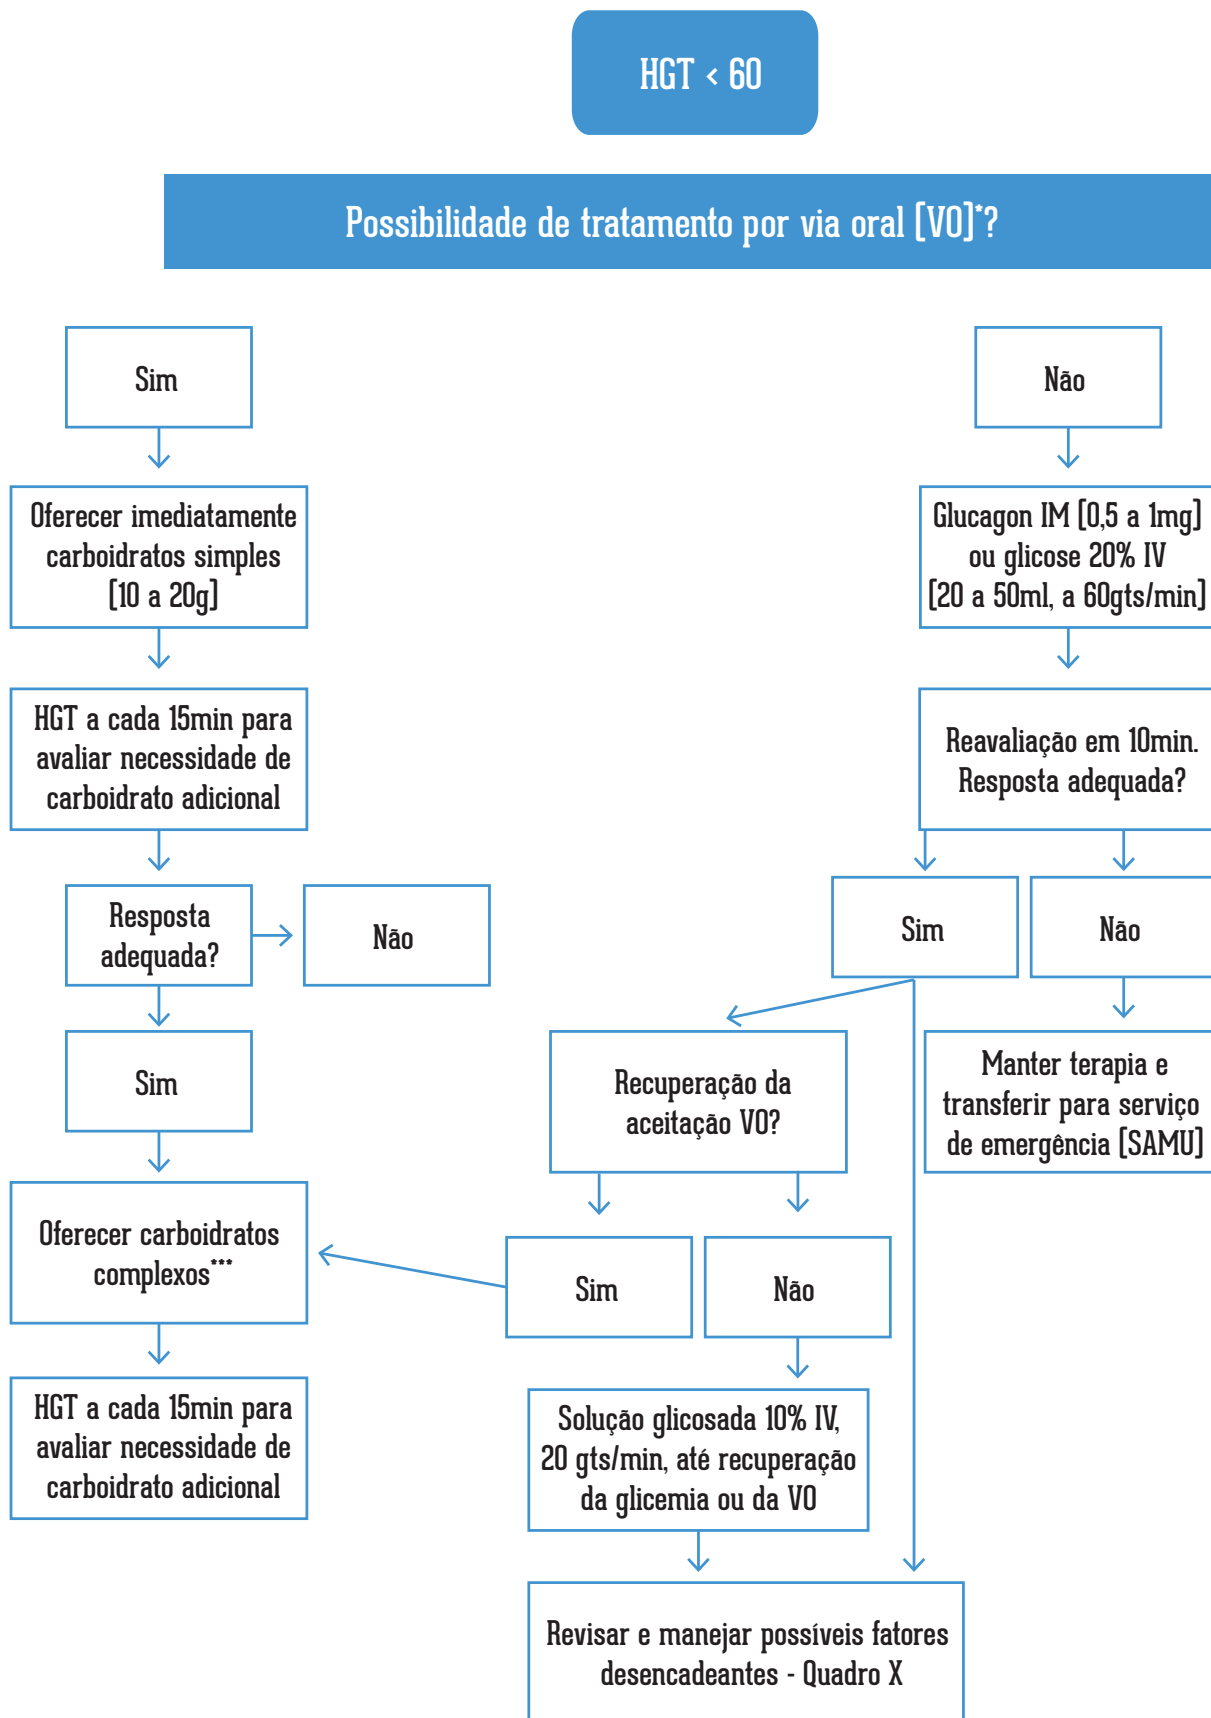 HGT < 60
Possibilidade de tratamento por via oral (VO)*?
Sim
Não
Oferecer imediatamente
carboidratos simples
(10 a 20g)
Glucagon IM (0,5 a 1mg)
ou glicose 20% IV
(20 a 50ml, a 60gts/min)
HGT a cada 15min para
avaliar necessidade de
carboidrato adicional
Reavaliação em 10min.
Resposta adequada?
Resposta
adequada?
Não
Sim
Não
Sim
Recuperação da
aceitação VO?
Manter terapia e
transferir para serviço
de emergência (SAMU)
Oferecer carboidratos
complexos***
Sim
Não
HGT a cada 15min para
avaliar necessidade de
carboidrato adicional
Solução glicosada 10% IV,
20 gts/min, até recuperação
da glicemia ou da VO
Revisar e manejar possíveis fatores
desencadeantes - Quadro X